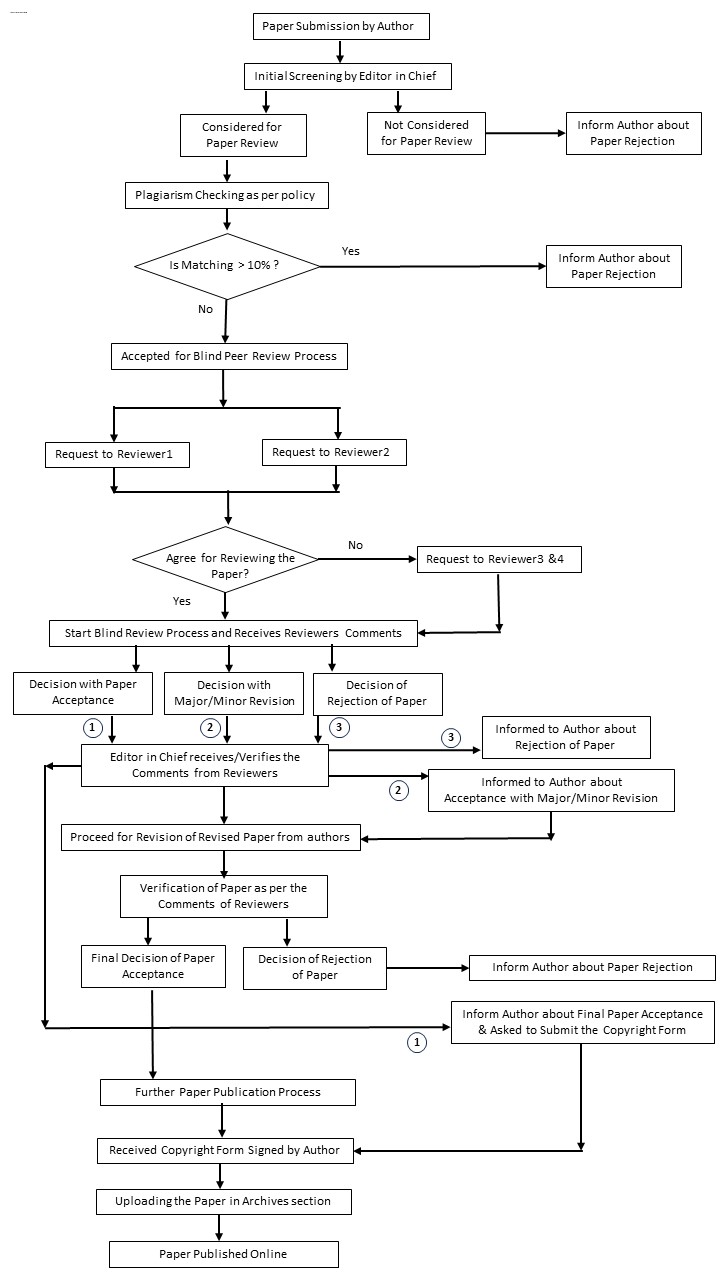 Paper Submission by Author
Initial Screening by Editor in Chief
Considered for
Paper Review
Not Considered
for Paper Review
Inform Author about
Paper Rejection
Plagiarism Checking as per policy
Is Matching > 10% ?
Yes
Inform Author about
Paper Rejection
No
Accepted for Blind Peer Review Process
Request to Reviewer1
Request to Reviewer2
Agree for Reviewing the
Paper?
No
Request to Reviewer3 &4
Yes
Start Blind Review Process and Receives Reviewers Comments
Decision with Paper
Acceptance
Decision with
Major/Minor Revision
Decision of
Rejection of Paper
1
2
3
Editor in Chief receives/Verifies the
Comments from Reviewers
3
Informed to Author about
Rejection of Paper
2
Informed to Author about
Acceptance with Major/Minor Revision
Proceed for Revision of Revised Paper from authors
Verification of Paper as per the
Comments of Reviewers
Final Decision of Paper
Acceptance
Decision of Rejection
of Paper
Inform Author about Paper Rejection
Inform Author about Final Paper Acceptance
& Asked to Submit the Copyright Form
1
Further Paper Publication Process
Received Copyright Form Signed by Author
Uploading the Paper in Archives section
Paper Published Online